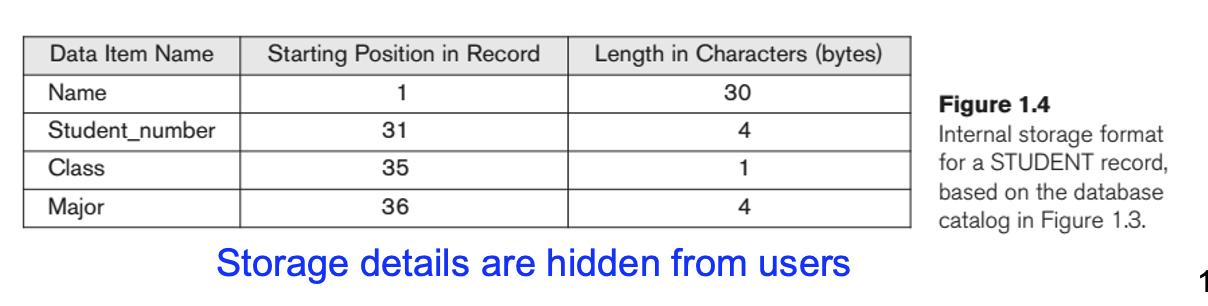 Data Item Name Starting Position in Record Length in Characters (bytes)
Name 1 30
Student_number 31 4
Class 35 1
Major 36 4
Figure 1.4
Internal storage format
for a STUDENT record,
based on the database
catalog in Figure 1.3.
Storage details are hidden from users
1